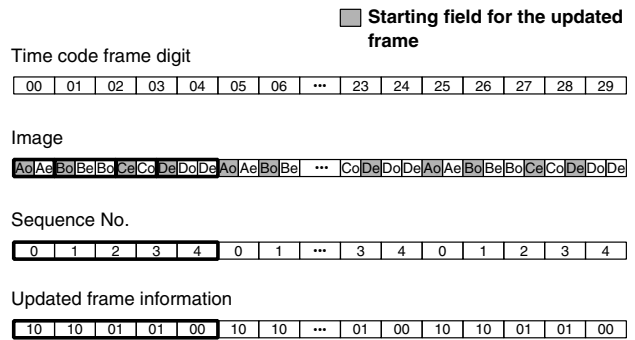 Starting field for the updated
frame
Time code frame digit
00 01 02 03 04 05 06 ••• 23 24 25 26 27 28 29
Image
Ao Ae Bo Be Bo Ce Co De Do De Ao Ae Bo Be ••• Co De Do De Ao Ae Bo Be Bo Ce Co De Do De
Sequence No.
0 1 2 3 4 0 1 ••• 3 4 0 1 2 3 4
Updated frame information
10 10 01 01 00 10 10 ••• 01 00 10 10 01 01 00